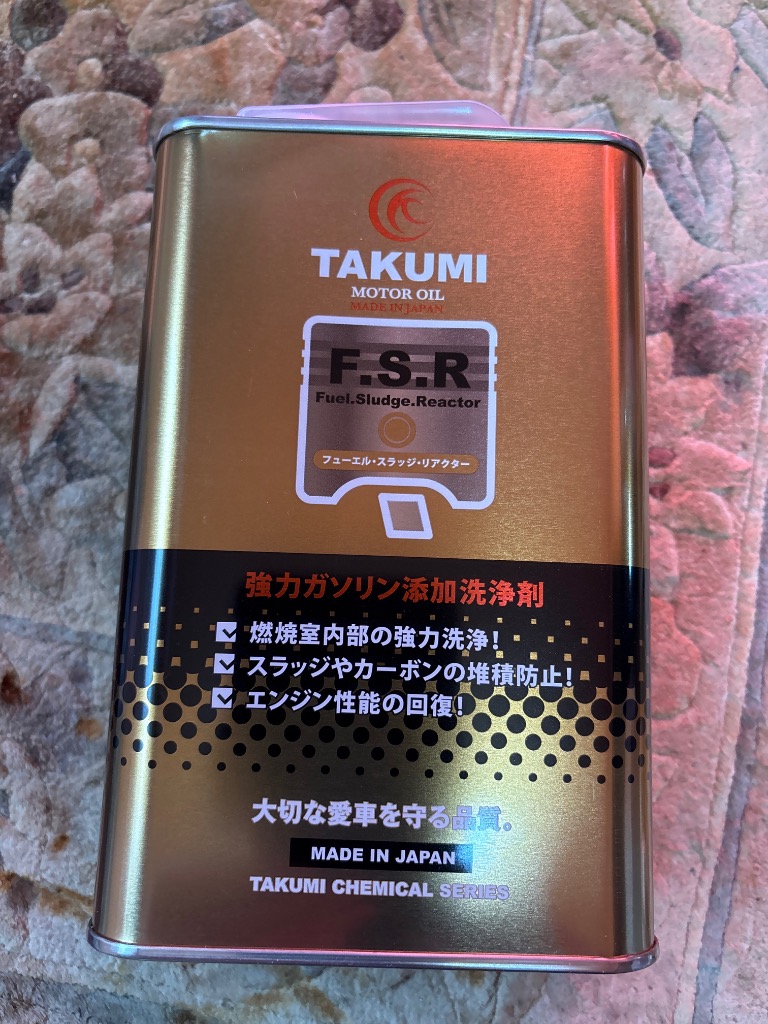 TAKUMI
MOTOR OIL
MADE IN JAPAN
F.S.R
Fuel.Sludge.Reactor
フューエル・スラッジ・リアクター
強力ガソリン添加洗浄剤
燃焼室内部の強力洗浄!
スラッジやカーボンの堆積防止!
エンジン性能の回復!
大切な愛車を守る品質。
MADE IN JAPAN
TAKUMI CHEMICAL SERIES